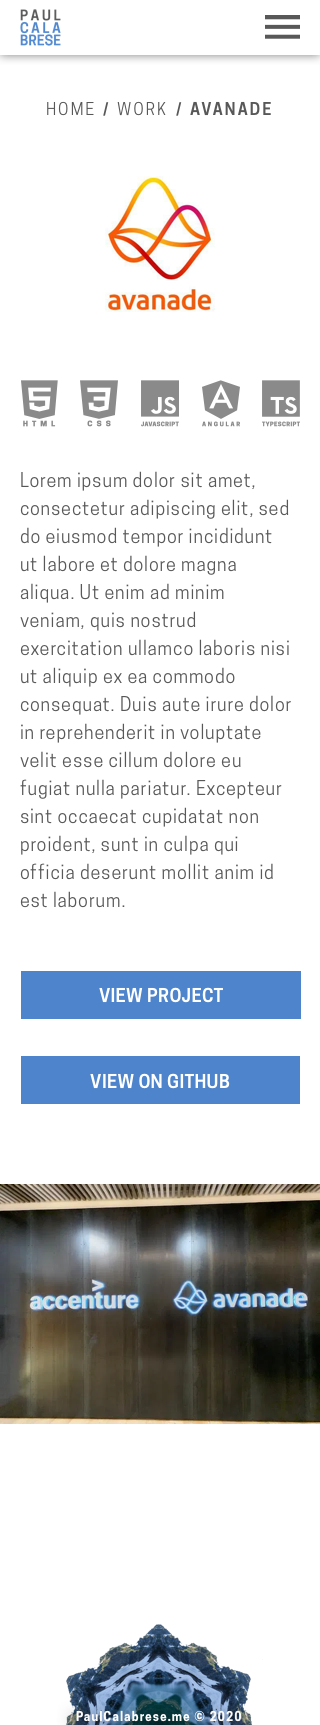 PAUL
CALA
BRESE
HOME / WORK / AVANADE
avanade
HTML CSS JAVASCRIPT ANGULAR TYPESCRIPT
Lorem ipsum dolor sit amet,
consectetur adipiscing elit, sed
do eiusmod tempor incididunt
ut labore et dolore magna
aliqua. Ut enim ad minim
veniam, quis nostrud
exercitation ullamco laboris nisi
ut aliquip ex ea commodo
consequat. Duis aute irure dolor
in reprehenderit in voluptate
velit esse cillum dolore eu
fugiat nulla pariatur. Excepteur
sint occaecat cupidatat non
proident, sunt in culpa qui
officia deserunt mollit anim id
est laborum.
VIEW PROJECT
VIEW ON GITHUB
accenture avanade
PaulCalabrese.me © 2020